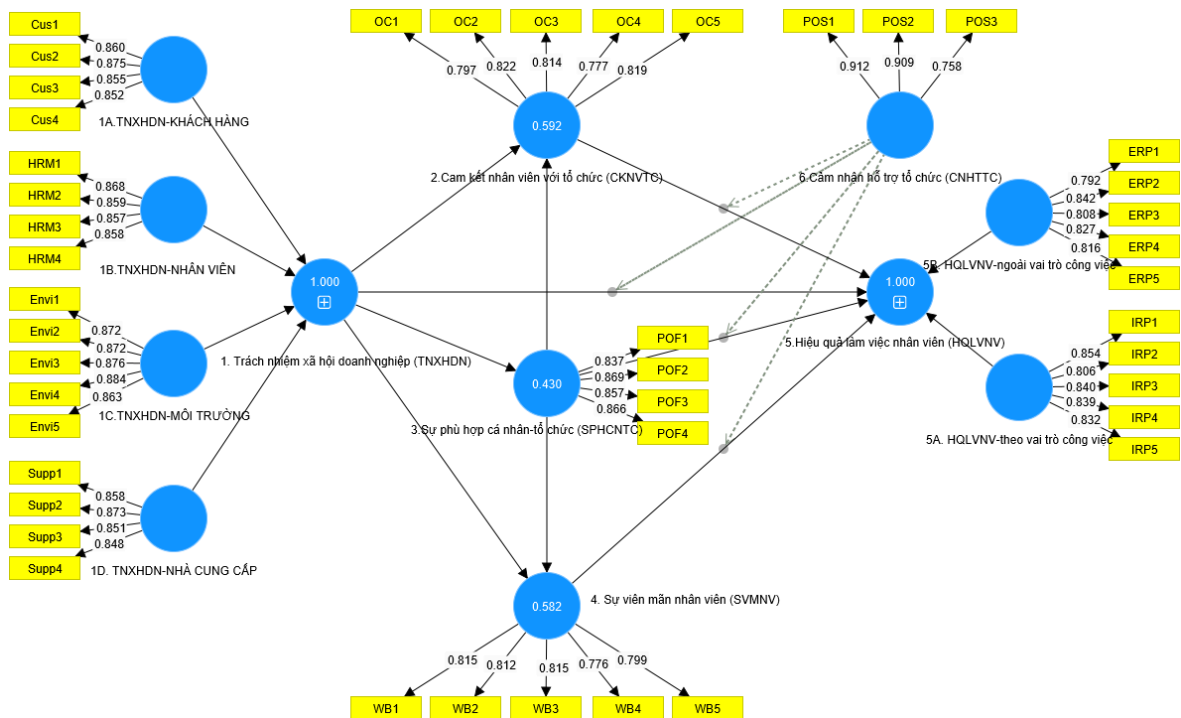 Cus1
Cus2
Cus3
Cus4
0.860
0.875
0.855
0.852
1A.TNXHDN-KHÁCH HÀNG
HRM1
HRM2
HRM3
HRM4
0.868
0.859
0.857
0.858
1B.TNXHDN-NHÂN VIÊN
Envi1
Envi2
Envi3
Envi4
Envi5
0.872
0.872
0.876
0.884
0.863
1C.TNXHDN-MÔI TRƯỜNG
Supp1
Supp2
Supp3
Supp4
0.858
0.873
0.851
0.848
1D. TNXHDN-NHÀ CUNG CẤP
1.000
1. Trách nhiệm xã hội doanh nghiệp (TNXHDN)
OC1
OC2
OC3
OC4
OC5
0.797
0.822
0.814
0.777
0.819
0.592
2.Cam kết nhân viên với tổ chức (CKNVTC)
0.430
3.Sự phù hợp cá nhân-tổ chức (SPHCNTC)
0.837
0.869
0.857
0.866
POF1
POF2
POF3
POF4
0.582
4. Sự viên mãn nhân viên (SVMNV)
0.815
0.812
0.815
0.776
0.799
WB1
WB2
WB3
WB4
WB5
POS1
POS2
POS3
0.912
0.909
0.758
6.Cảm nhận hỗ trợ tổ chức (CNHTTC)
1.000
5.Hiệu quả làm việc nhân viên (HQLVNV)
ERP1
ERP2
ERP3
ERP4
ERP5
0.792
0.842
0.808
0.827
0.816
5B. HQLVNV-ngoài vai trò công việc
IRP1
IRP2
IRP3
IRP4
IRP5
0.854
0.806
0.840
0.839
0.832
5A. HQLVNV-theo vai trò công việc